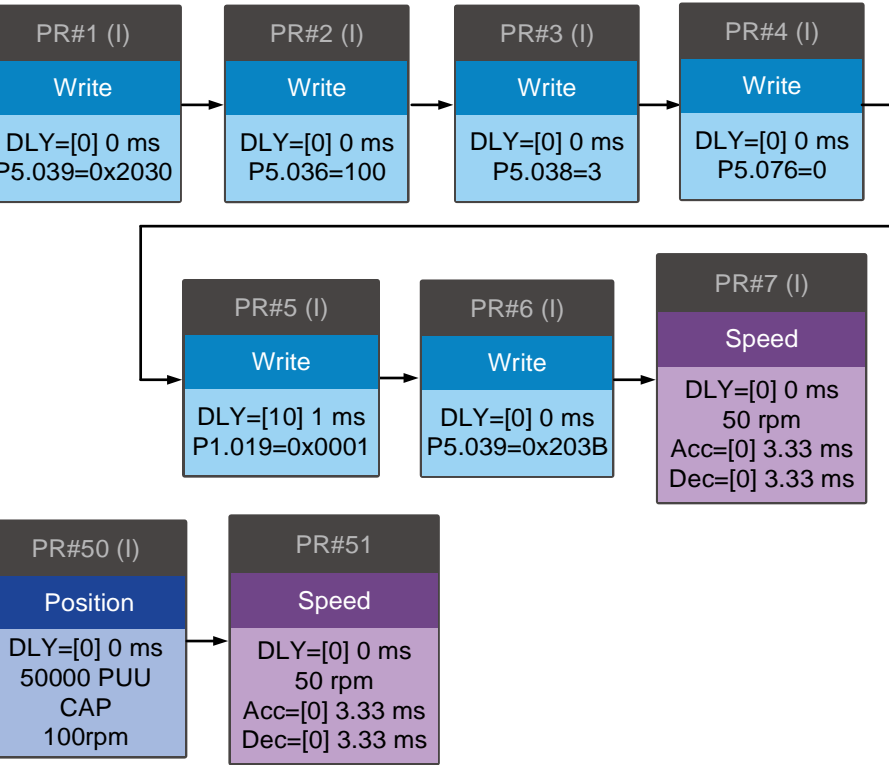 PR#1 (I)
Write
DLY=[0] 0 ms
P5.039=0x2030
PR#2 (I)
Write
DLY=[0] 0 ms
P5.036=100
PR#3 (I)
Write
DLY=[0] 0 ms
P5.038=3
PR#4 (I)
Write
DLY=[0] 0 ms
P5.076=0
PR#5 (I)
Write
DLY=[10] 1 ms
P1.019=0x0001
PR#6 (I)
Write
DLY=[0] 0 ms
P5.039=0x203B
PR#7 (I)
Speed
DLY=[0] 0 ms
50 rpm
Acc=[0] 3.33 ms
Dec=[0] 3.33 ms
PR#50 (I)
Position
DLY=[0] 0 ms
50000 PUU
CAP
100rpm
PR#51
Speed
DLY=[0] 0 ms
50 rpm
Acc=[0] 3.33 ms
Dec=[0] 3.33 ms